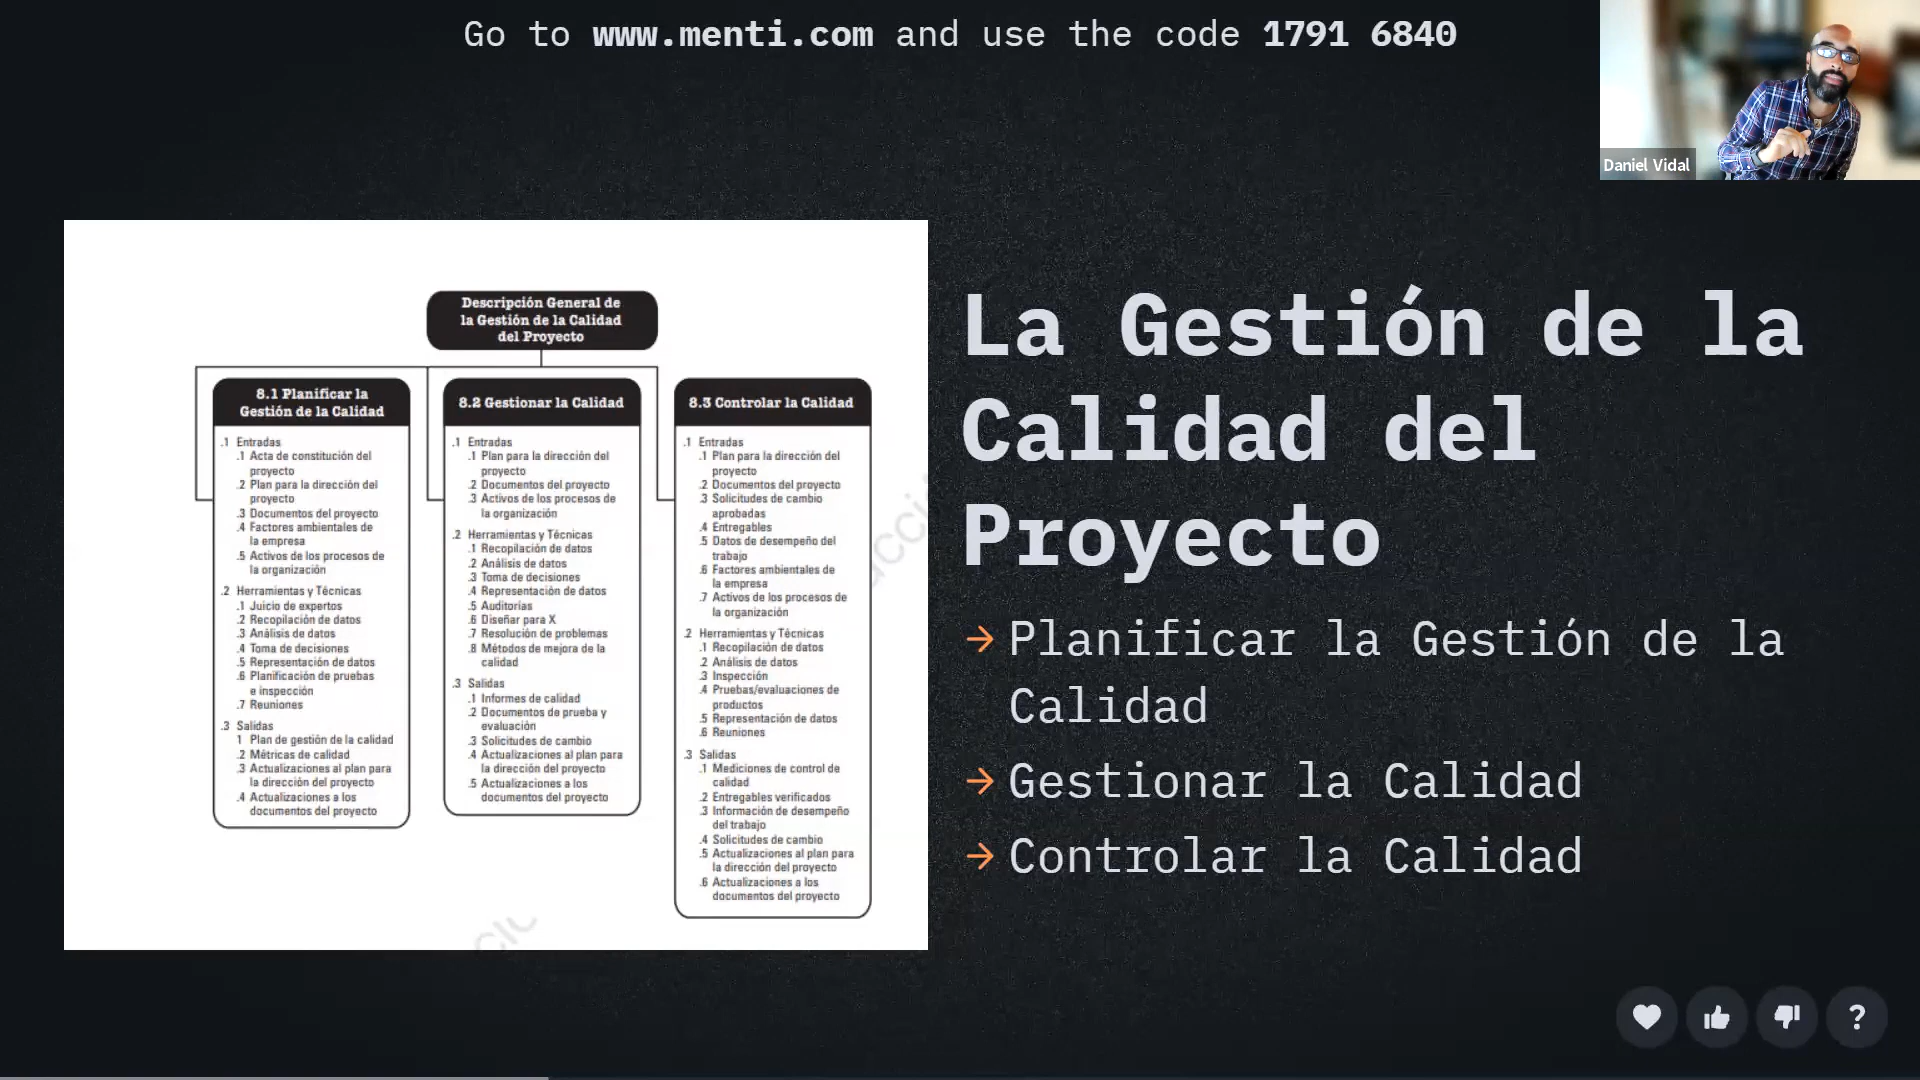 Go to www.menti.com and use the code 1791 6840
Daniel Vidal
Descripción General de
la Gestión de la Calidad
del Proyecto
8.1 Planificar la
Gestión de la Calidad
.1 Entradas
.1 Acta de constitución del
proyecto
.2 Plan para la dirección del
proyecto
.3 Documentos del proyecto
.4 Factores ambientales de
la empresa
.5 Activos de los procesos de
la organización
.2 Herramientas y Técnicas
.1 Juicio de expertos
.2 Recopilación de datos
.3 Análisis de datos
.4 Toma de decisiones
.5 Representación de datos
.6 Planificación de pruebas
e inspección
.7 Reuniones
.3 Salidas
1 Plan de gestión de la calidad
.2 Métricas de calidad
.3 Actualizaciones al plan para
la dirección del proyecto
.4 Actualizaciones a los
documentos del proyecto
8.2 Gestionar la Calidad
.1 Entradas
.1 Plan para la dirección del
proyecto
.2 Documentos del proyecto
.3 Activos de los procesos de
la organización
.2 Herramientas y Técnicas
.1 Recopilación de datos
.2 Análisis de datos
.3 Toma de decisiones
.4 Representación de datos
.5 Auditorías
.6 Diseñar para X
.7 Resolución de problemas
.8 Métodos de mejora de la
calidad
.3 Salidas
.1 Informes de calidad
.2 Documentos de prueba y
evaluación
.3 Solicitudes de cambio
.4 Actualizaciones al plan para
la dirección del proyecto
.5 Actualizaciones a los
documentos del proyecto
8.3 Controlar la Calidad
.1 Entradas
.1 Plan para la dirección del
proyecto
.2 Documentos del proyecto
.3 Solicitudes de cambio
aprobadas
.4 Entregables
.5 Datos de desempeño del
trabajo
.6 Factores ambientales de
la empresa
.7 Activos de los procesos de
la organización
.2 Herramientas y Técnicas
.1 Recopilación de datos
.2 Análisis de datos
.3 Inspección
.4 Pruebas/evaluaciones de
productos
.5 Representación de datos
.6 Reuniones
.3 Salidas
.1 Mediciones de control de
calidad
.2 Entregables verificados
.3 Información de desempeño
del trabajo
.4 Solicitudes de cambio
.5 Actualizaciones al plan para
la dirección del proyecto
.6 Actualizaciones a los
documentos del proyecto
La Gestión de la
Calidad del
Proyecto
→ Planificar la Gestión de la
Calidad
→ Gestionar la Calidad
→ Controlar la Calidad
?